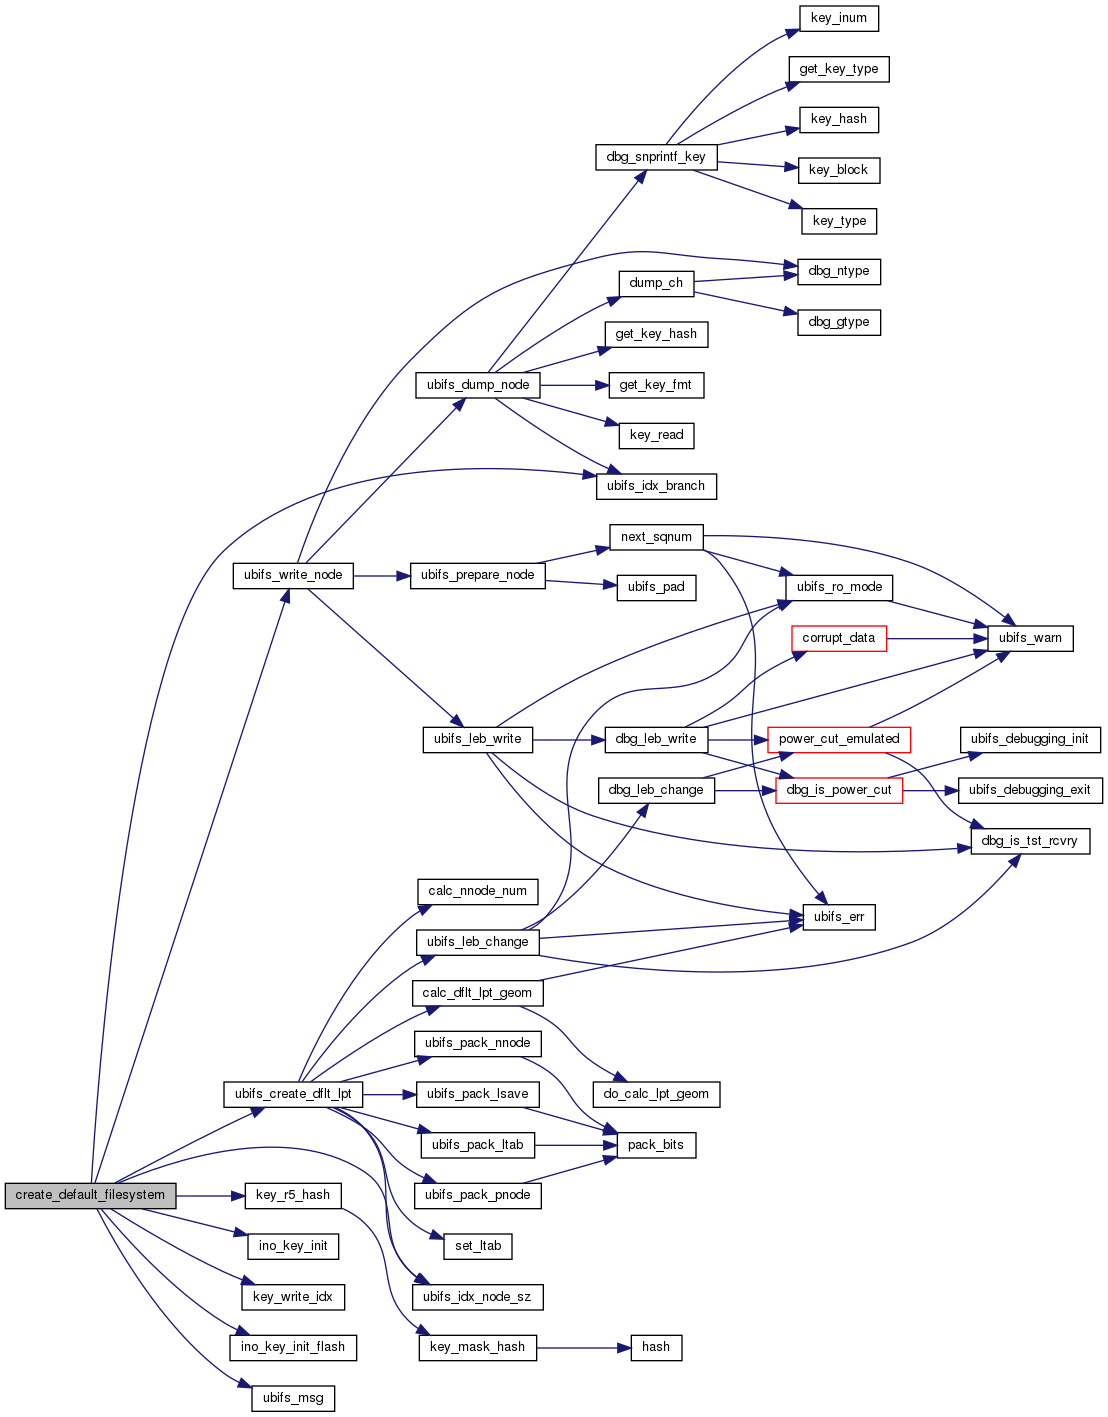 key_inum
get_key_type
key_hash
dbg_snprintf_key
key_block
key_type
dbg_ntype
dump_ch
dbg_gtype
get_key_hash
ubifs_dump_node
get_key_fmt
key_read
ubifs_idx_branch
next_sqnum
ubifs_write_node
ubifs_prepare_node
ubifs_pad
ubifs_ro_mode
corrupt_data
ubifs_warn
ubifs_leb_write
dbg_leb_write
power_cut_emulated
ubifs_debugging_init
dbg_leb_change
dbg_is_power_cut
ubifs_debugging_exit
dbg_is_tst_rcvry
calc_nnode_num
ubifs_err
ubifs_leb_change
calc_dflt_lpt_geom
ubifs_pack_nnode
ubifs_create_dflt_lpt
ubifs_pack_lsave
do_calc_lpt_geom
ubifs_pack_ltab
pack_bits
create_default_filesystem
key_r5_hash
ubifs_pack_pnode
ino_key_init
set_ltab
key_write_idx
ubifs_idx_node_sz
ino_key_init_flash
key_mask_hash
hash
ubifs_msg